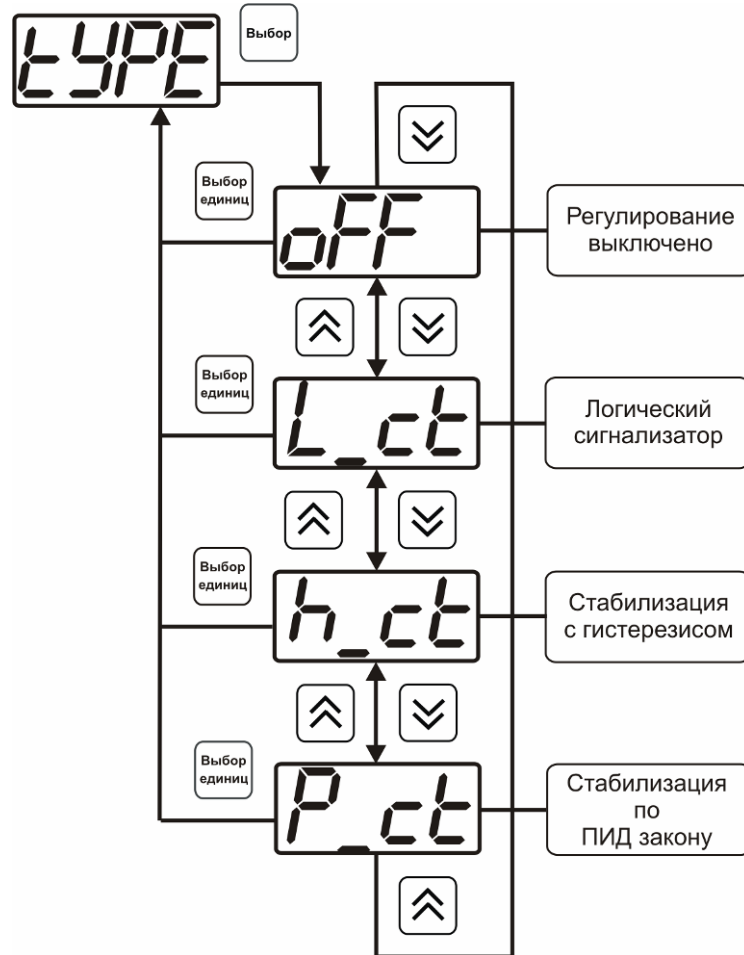 tYPE
Выбор
Выбор
единиц
oFF
Регулирование
выключено
Выбор
единиц
L_ct
Логический
сигнализатор
Выбор
единиц
h_ct
Стабилизация
с гистерезисом
Выбор
единиц
P_ct
Стабилизация
по
ПИД закону